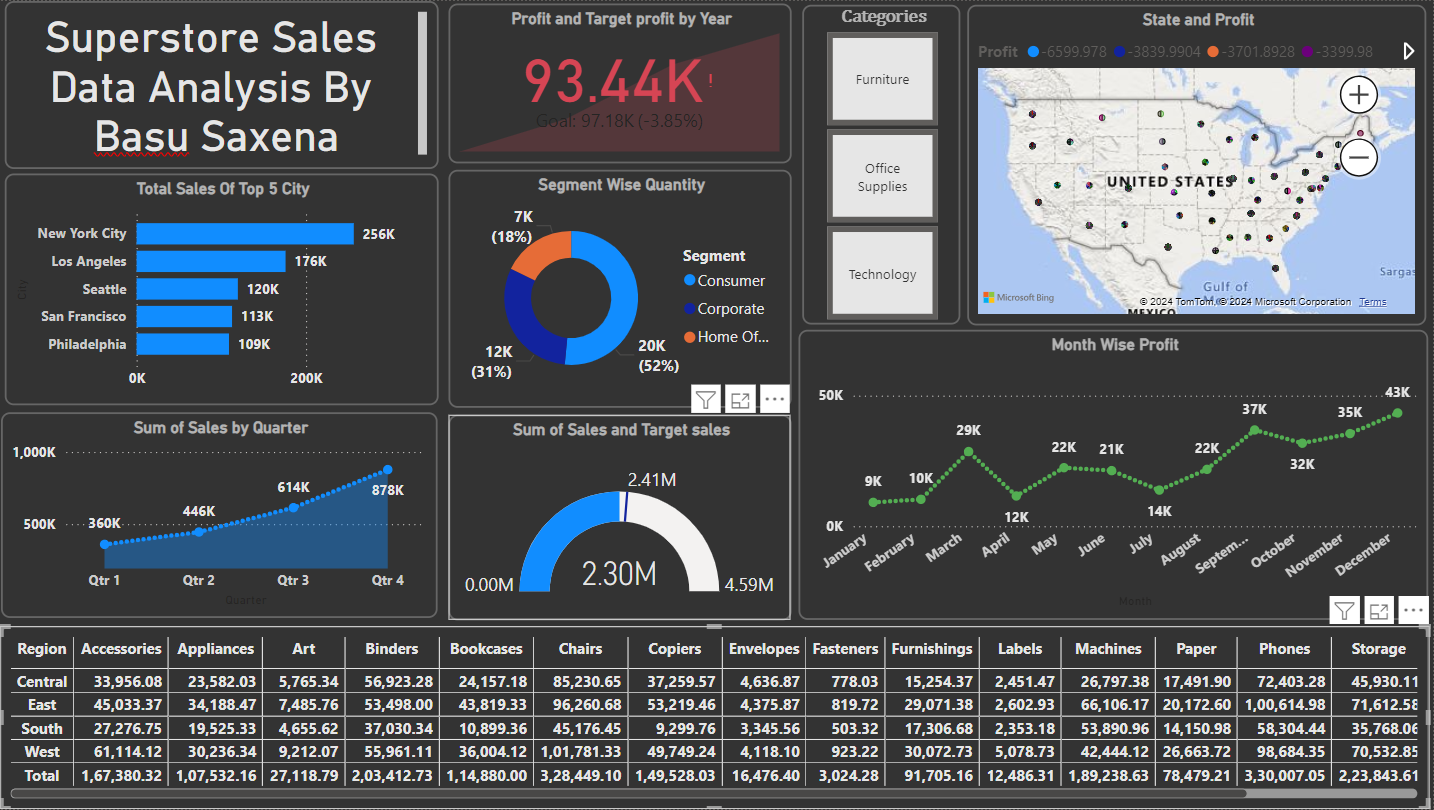 Superstore Sales
Data Analysis By
Basu Saxena
Profit and Target profit by Year
93.44K!
Goal: 97.18K (-3.85%)
Categories
Furniture
Office
Supplies
Technology
State and Profit
Profit -6599.978 -3839.9904 -3701.8928 -3399.98
UNITED STATES
Gulf of
MEXICO
Sargas
Microsoft Bing
© 2024 TomTom, © 2024 Microsoft Corporation Terms
Total Sales Of Top 5 City
City
New York City 256K
Los Angeles 176K
Seattle 120K
San Francisco 113K
Philadelphia 109K
0K 200K
Segment Wise Quantity
7K
(18%)
12K
(31%)
20K
(52%)
Segment
Consumer
Corporate
Home Of...
Month Wise Profit
50K
0K
9K 10K 29K 12K 22K 21K 14K 22K 37K 32K 35K 43K
January February March April May June July August Septem... October November December
Month
Sum of Sales by Quarter
1,000K
500K
360K 446K 614K 878K
Qtr 1 Qtr 2 Qtr 3 Qtr 4
Quarter
Sum of Sales and Target sales
2.41M
2.30M
0.00M 4.59M
Region Accessories Appliances Art Binders Bookcases Chairs Copiers Envelopes Fasteners Furnishings Labels Machines Paper Phones Storage
Central 33,956.08 23,582.03 5,765.34 56,923.28 24,157.18 85,230.65 37,259.57 4,636.87 778.03 15,254.37 2,451.47 26,797.38 17,491.90 72,403.28 45,930.11
East 45,033.37 34,188.47 7,485.76 53,498.00 43,819.33 96,260.68 53,219.46 4,375.87 819.72 29,071.38 2,602.93 66,106.17 20,172.60 1,00,614.98 71,612.58
South 27,276.75 19,525.33 4,655.62 37,030.34 10,899.36 45,176.45 9,299.76 3,345.56 503.32 17,306.68 2,353.18 53,890.96 14,150.98 58,304.44 35,768.06
West 61,114.12 30,236.34 9,212.07 55,961.11 36,004.12 1,01,781.33 49,749.24 4,118.10 923.22 30,072.73 5,078.73 42,444.12 26,663.72 98,684.35 70,532.85
Total 1,67,380.32 1,07,532.16 27,118.79 2,03,412.73 1,14,880.00 3,28,449.10 1,49,528.03 16,476.40 3,024.28 91,705.16 12,486.31 1,89,238.63 78,479.21 3,30,007.05 2,23,843.61